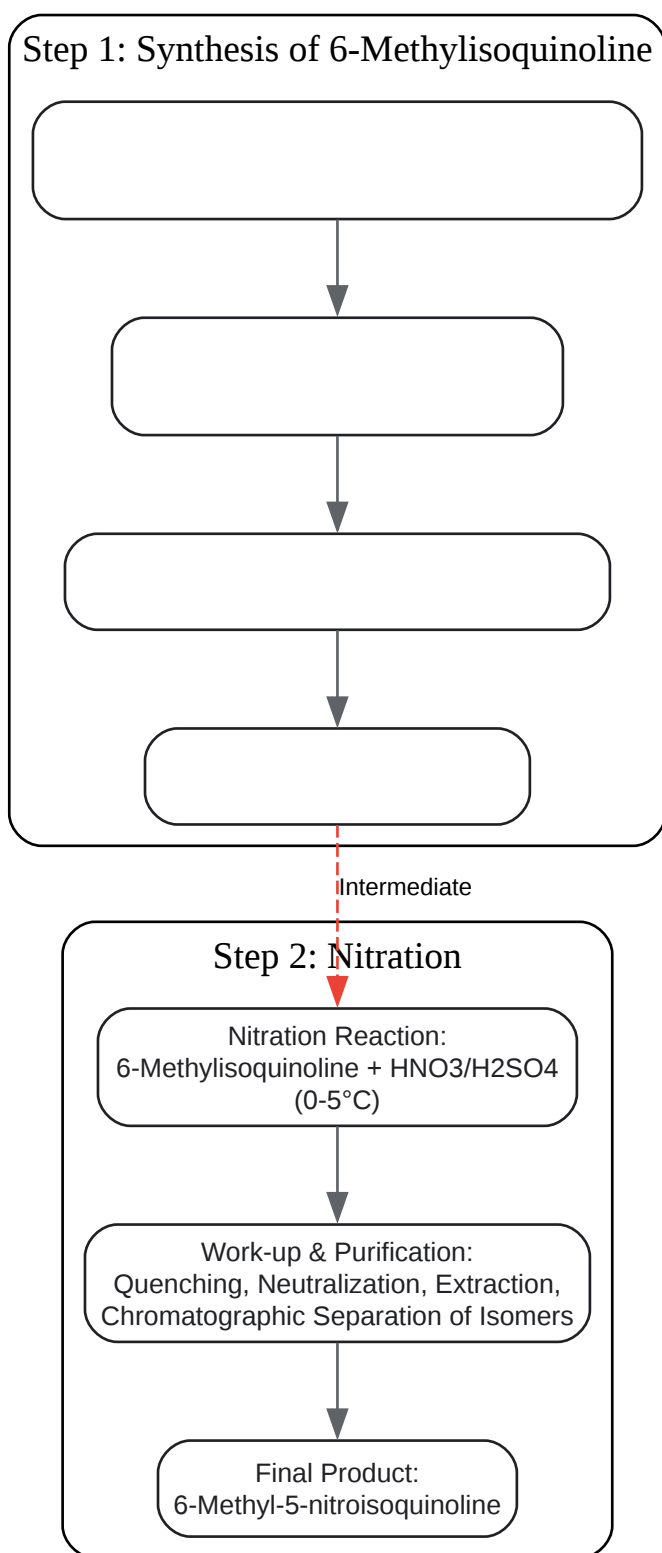 Step 1: Synthesis of 6-Methylisoquinoline
Intermediate
Step 2: Nitration
Nitration Reaction:
6-Methylisoquinoline + HNO3/H2SO4
(0-5°C)
Work-up & Purification:
Quenching, Neutralization, Extraction,
Chromatographic Separation of Isomers
Final Product:
6-Methyl-5-nitroisoquinoline